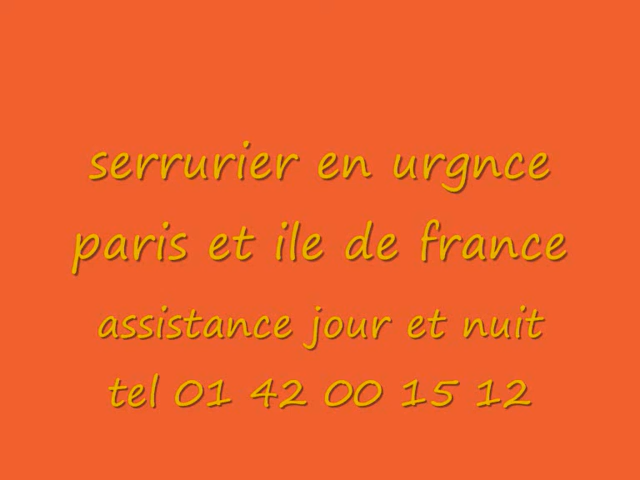 serrurier en urgnce
paris et ile de france
assistance jour et nuit
tel 01 42 00 15 12